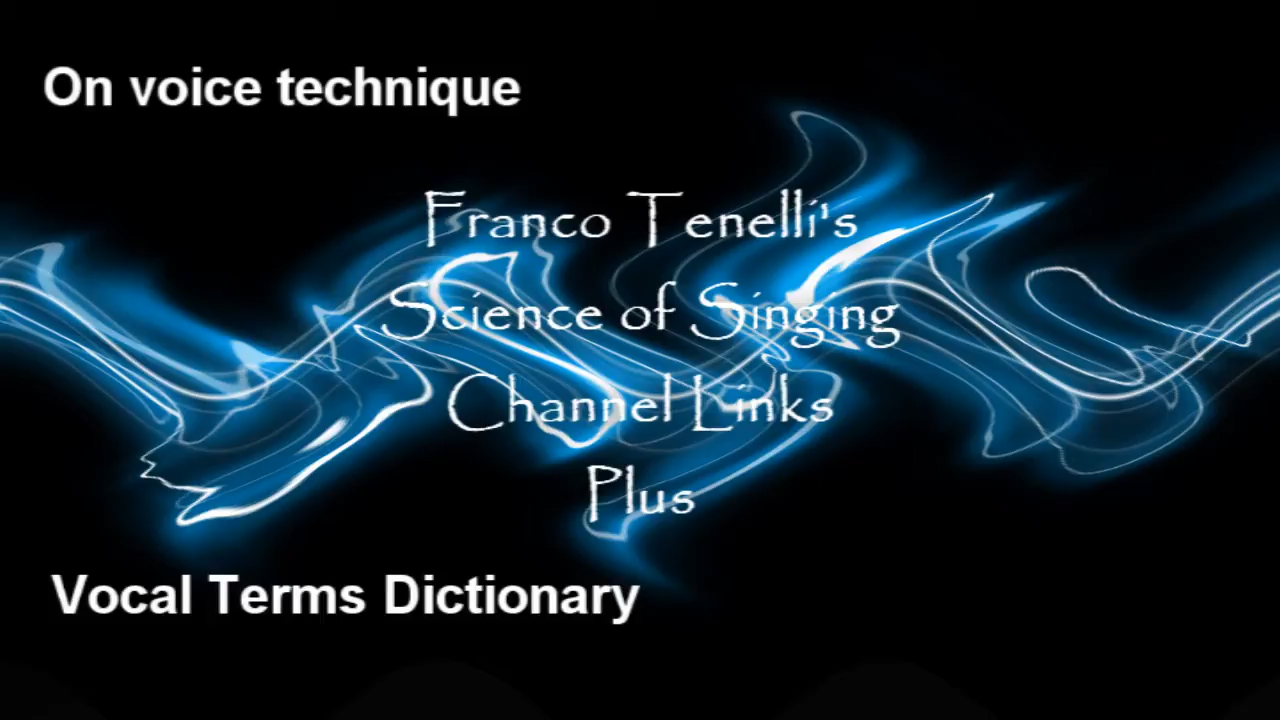 On voice technique
Franco Tenelli's
Science of Singing
Channel Links
Plus
Vocal Terms Dictionary